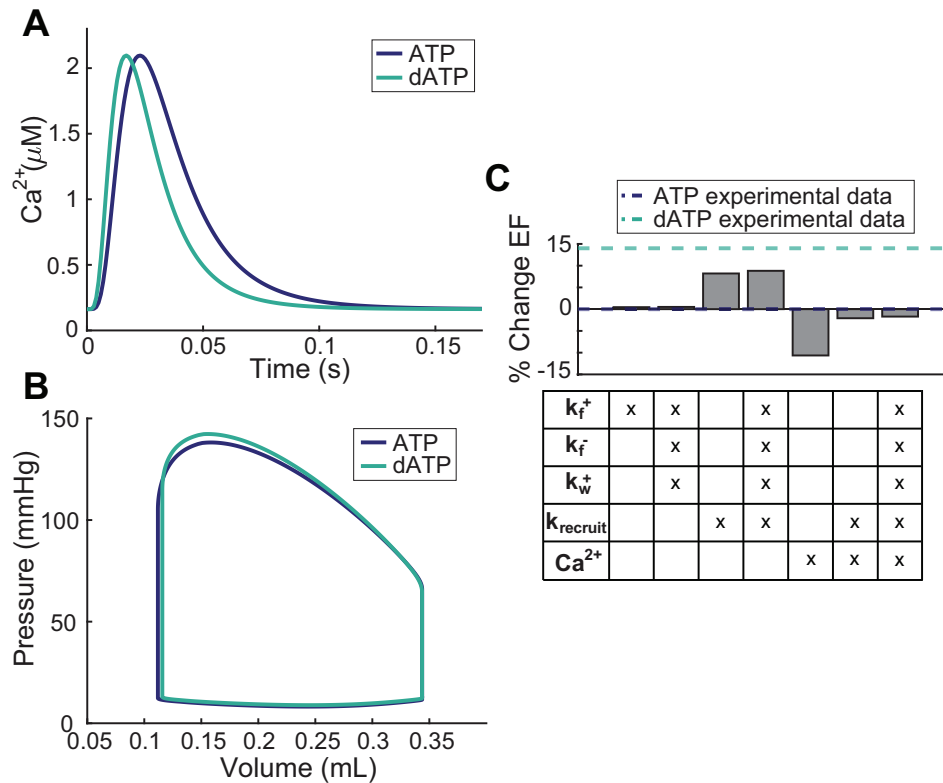 A
ATP
dATP
Ca2+(μM)
2
1.5
1
0.5
0
0 0.05 0.1 0.15
Time (s)
B
ATP
dATP
Pressure (mmHg)
150
100
50
0
0.05 0.1 0.15 0.2 0.25 0.3 0.35
Volume (mL)
C
ATP experimental data
dATP experimental data
% Change EF
15
0
-15
kf+ x x x x
kf- x x x
kw+ x x x
krecruit x x x x
Ca2+ x x x